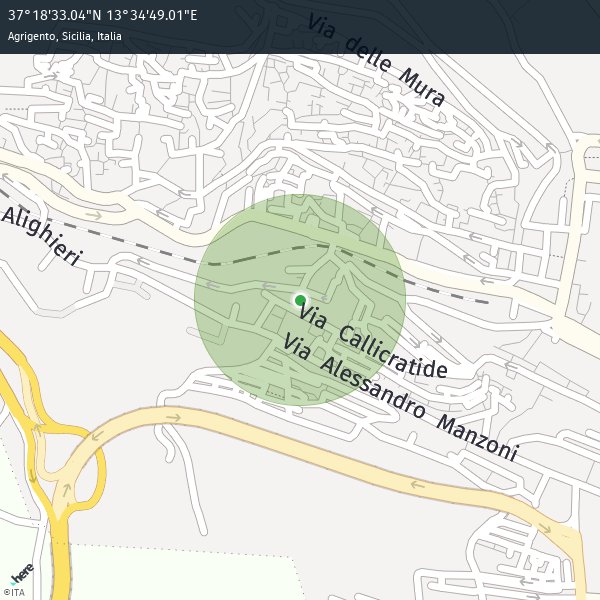 37°18'33.04"N 13°34'49.01"E
Agrigento, Sicilia, Italia
Via delle Mura
Alighieri
Via Callicratide
Via Alessandro Manzoni
here
©ITA